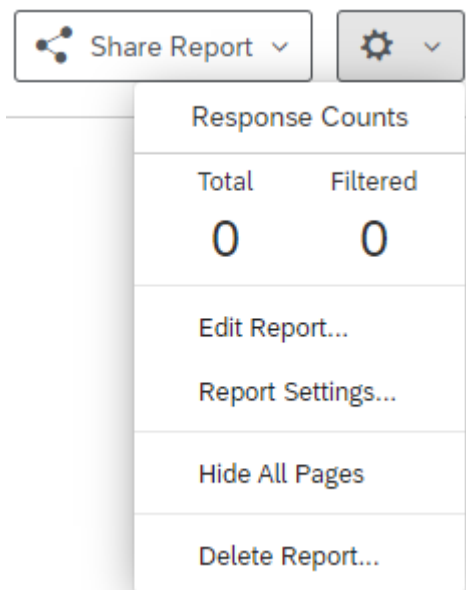 Share Report
Response Counts
Total Filtered
0 0
Edit Report...
Report Settings...
Hide All Pages
Delete Report...